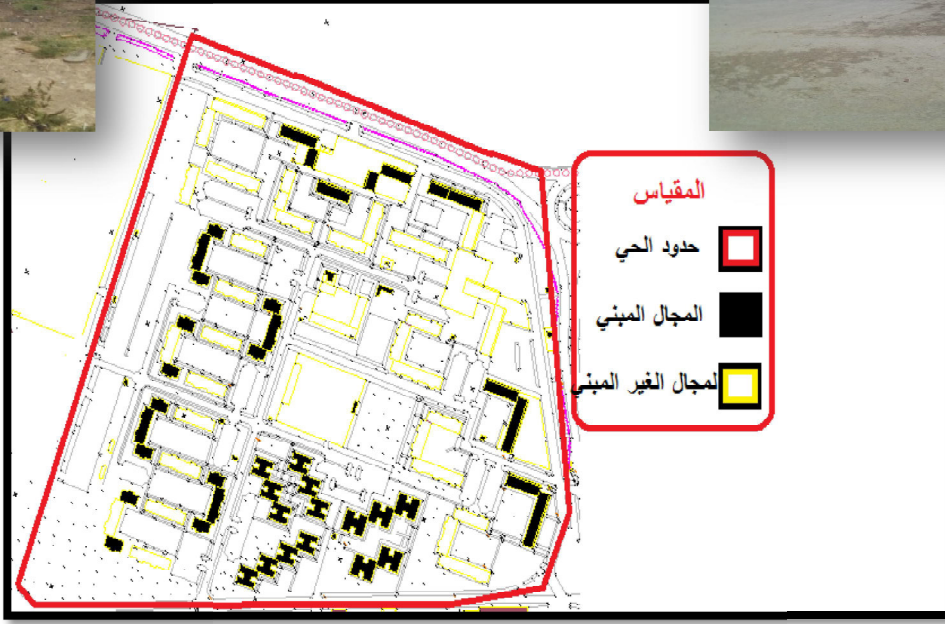 المقياس
حدود الحي
المجال المبني
لمجال الغير المبني